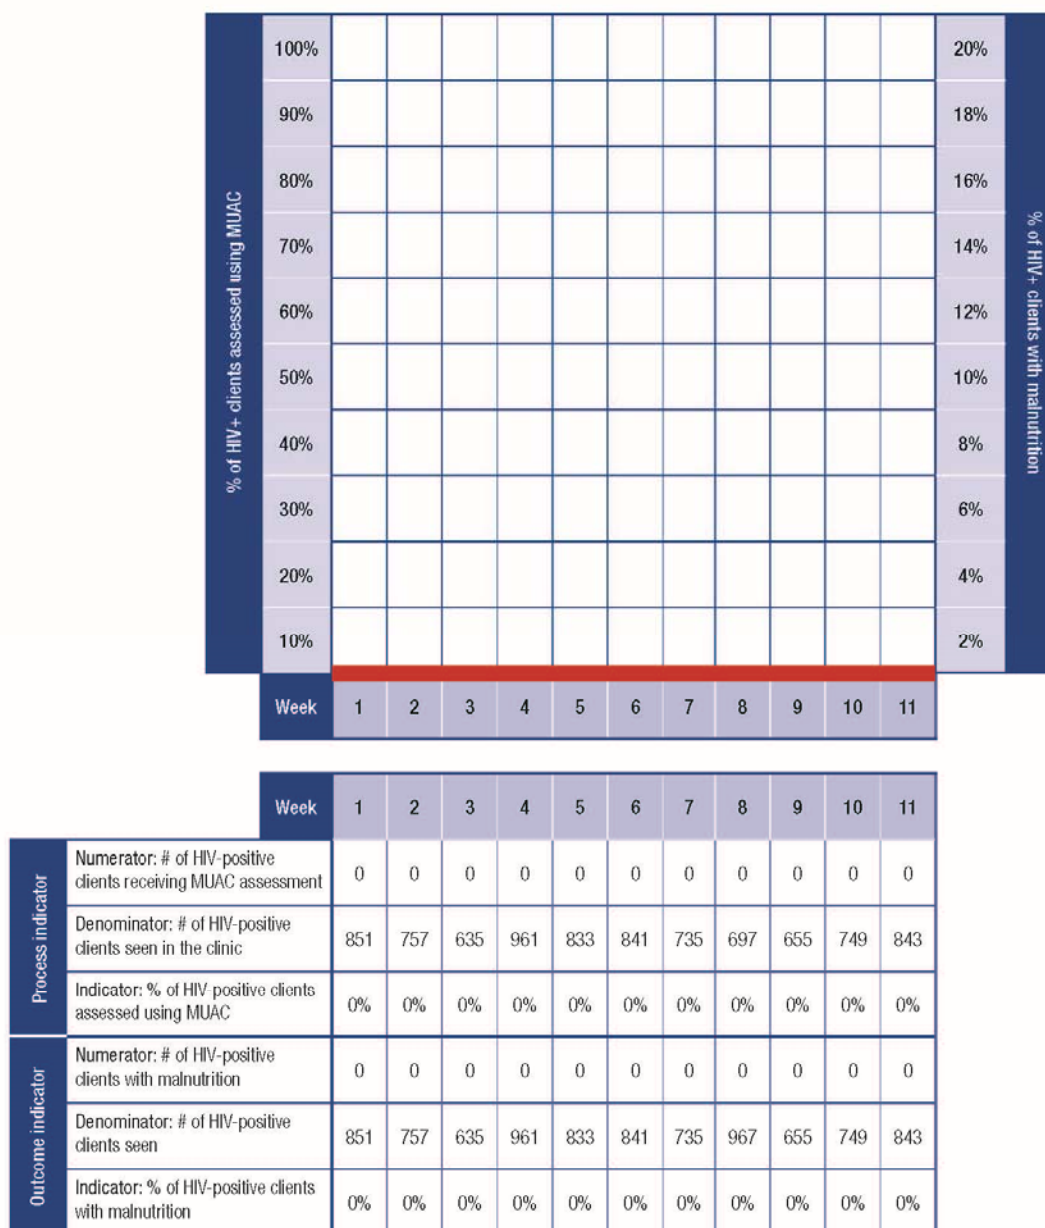 % of HIV+ clients assessed using MUAC
100% 20%
90% 18%
80% 16%
70% 14%
60% 12%
50% 10%
40% 8%
30% 6%
20% 4%
10% 2%
% of HIV+ clients with malnutrition
Week 1 2 3 4 5 6 7 8 9 10 11
Week 1 2 3 4 5 6 7 8 9 10 11
Process indicator
Numerator: # of HIV-positive
clients receiving MUAC assessment
0 0 0 0 0 0 0 0 0 0 0
Denominator: # of HIV-positive
clients seen in the clinic
851 757 635 961 833 841 735 697 655 749 843
Indicator: % of HIV-positive clients
assessed using MUAC
0% 0% 0% 0% 0% 0% 0% 0% 0% 0% 0%
Outcome indicator
Numerator: # of HIV-positive
clients with malnutrition
0 0 0 0 0 0 0 0 0 0 0
Denominator: # of HIV-positive
clients seen
851 757 635 961 833 841 735 967 655 749 843
Indicator: % of HIV-positive clients
with malnutrition
0% 0% 0% 0% 0% 0% 0% 0% 0% 0% 0%